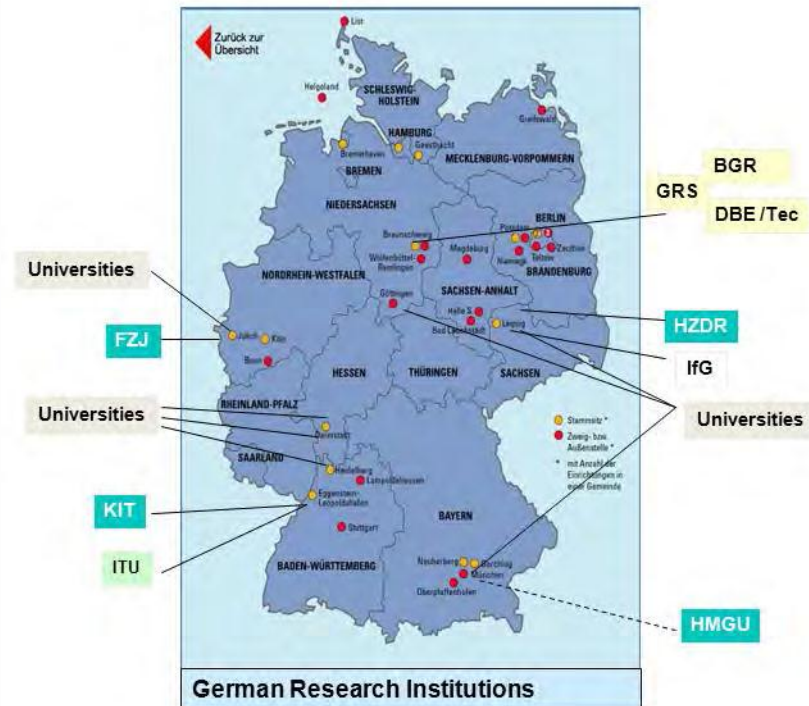 Zurück zur
Übersicht
List
Helgoland
SCHLESWIG-
HOLSTEIN
Greifswald
HAMBURG
Bremerhaven
Geesthacht
MECKLENBURG-VORPOMMERN
BREMEN
BGR
GRS
NIEDERSACHSEN
DBE /Tec
BERLIN
Potsdam
Braunschweig
Wolfenbüttel-
Remlingen
Magdeburg
Niemegk
Teltow
Zeuthen
BRANDENBURG
Universities
NORDRHEIN-WESTFALEN
Göttingen
SACHSEN-ANHALT
Halle S.
Bad Lauchstädt
Leipzig
HZDR
FZJ
Jülich
Köln
Bonn
HESSEN
THÜRINGEN
SACHSEN
IfG
RHEINLAND-PFALZ
Universities
Universities
Darmstadt
Stammsitz *
Zweig- bzw.
Außenstelle *
* mit Anzahl der
Einrichtungen in
einer Gemeinde
SAARLAND
Heidelberg
Lampoldshausen
KIT
Eggenstein-
Leopoldshafen
BAYERN
Stuttgart
ITU
BADEN-WÜRTTEMBERG
Neuherberg
Garching
München
Oberpfaffenhofen
HMGU
German Research Institutions